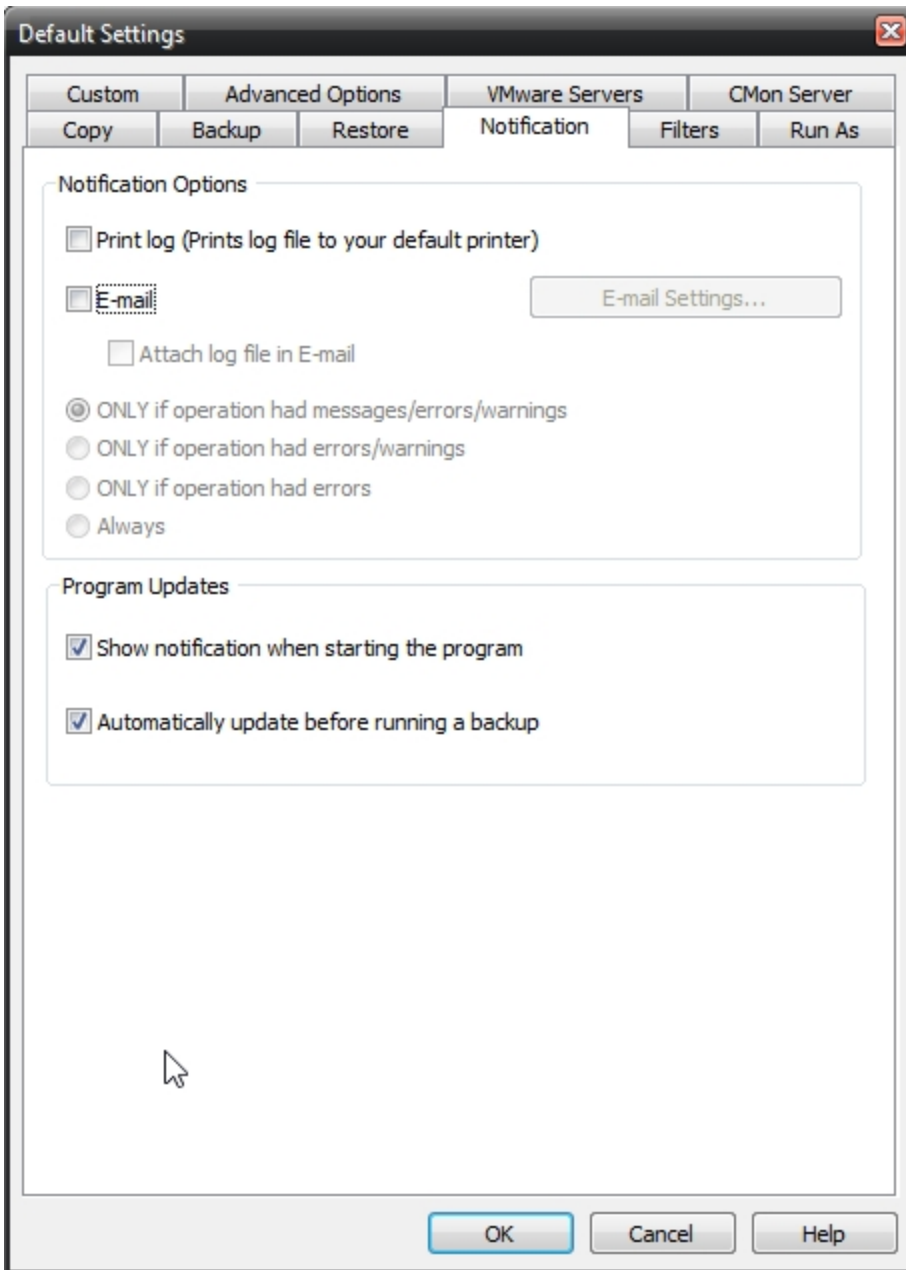 Default Settings
Custom Advanced Options VMware Servers CMon Server
Copy Backup Restore Notification Filters Run As
Notification Options
Print log (Prints log file to your default printer)
E-mail E-mail Settings...
Attach log file in E-mail
ONLY if operation had messages/errors/warnings
ONLY if operation had errors/warnings
ONLY if operation had errors
Always
Program Updates
Show notification when starting the program
Automatically update before running a backup
OK Cancel Help